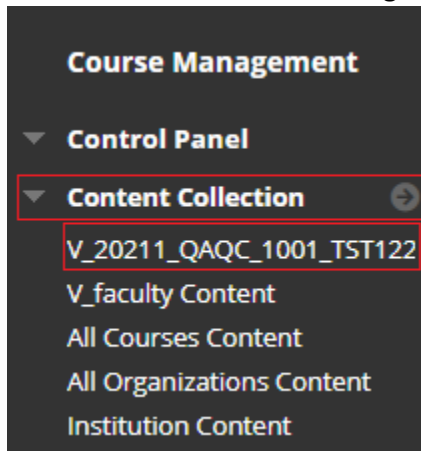 Course Management
Control Panel
Content Collection
V_20211_QAQC_1001_TST122
V_faculty Content
All Courses Content
All Organizations Content
Institution Content